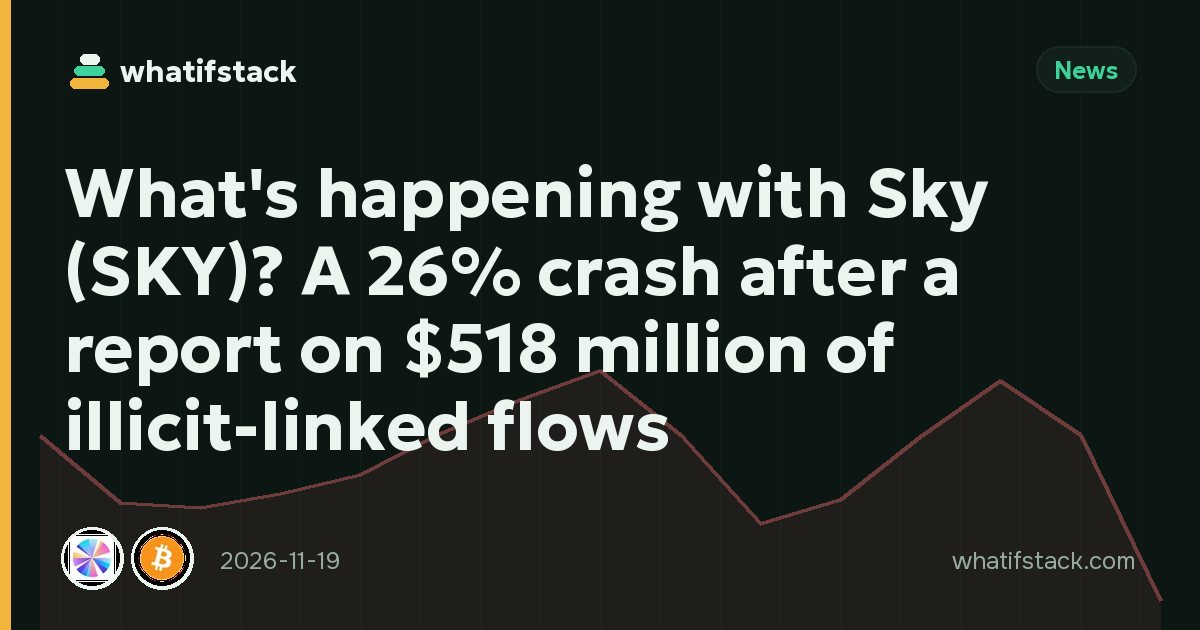 whatifstack
News
What's happening with Sky
(SKY)? A 26% crash after a
report on $518 million of
illicit-linked flows
2026-11-19
whatifstack.com